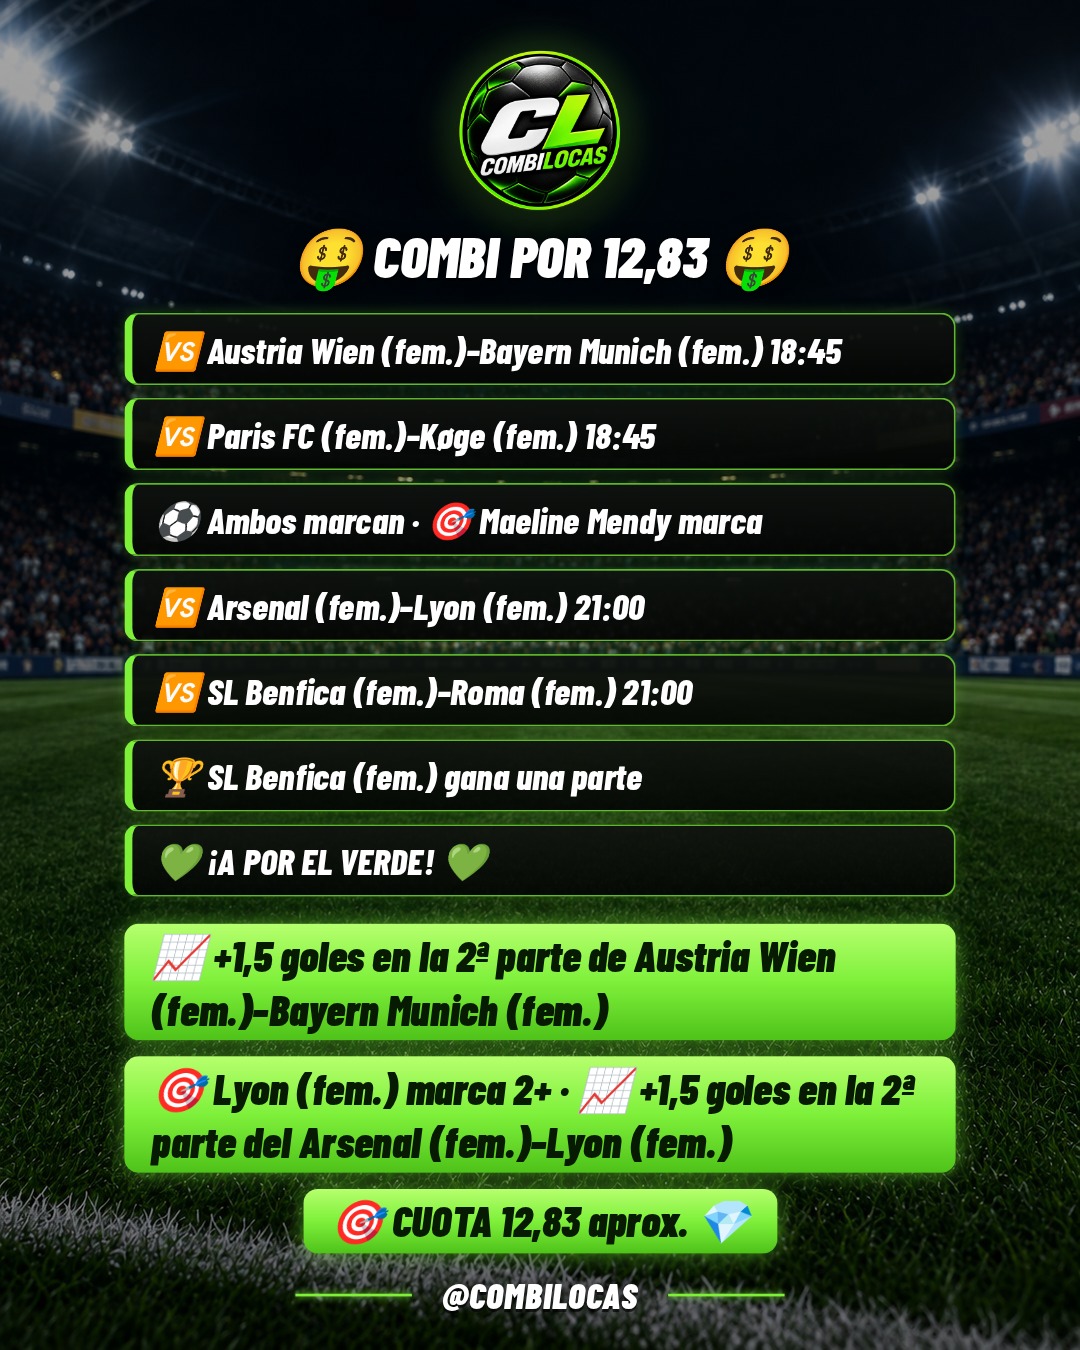 CL
COMBILOCAS
🤑 COMBI POR 12,83 🤑
🆚 Austria Wien (fem.)–Bayern Munich (fem.) 18:45
🆚 Paris FC (fem.)–Køge (fem.) 18:45
⚽ Ambos marcan · 🎯 Maeline Mendy marca
🆚 Arsenal (fem.)–Lyon (fem.) 21:00
🆚 SL Benfica (fem.)–Roma (fem.) 21:00
🏆 SL Benfica (fem.) gana una parte
💚 ¡A POR EL VERDE! 💚
📈 +1,5 goles en la 2ª parte de Austria Wien
(fem.)–Bayern Munich (fem.)
🎯 Lyon (fem.) marca 2+ · 📈 +1,5 goles en la 2ª
parte del Arsenal (fem.)–Lyon (fem.)
🎯 CUOTA 12,83 aprox. 💎
@COMBILOCAS